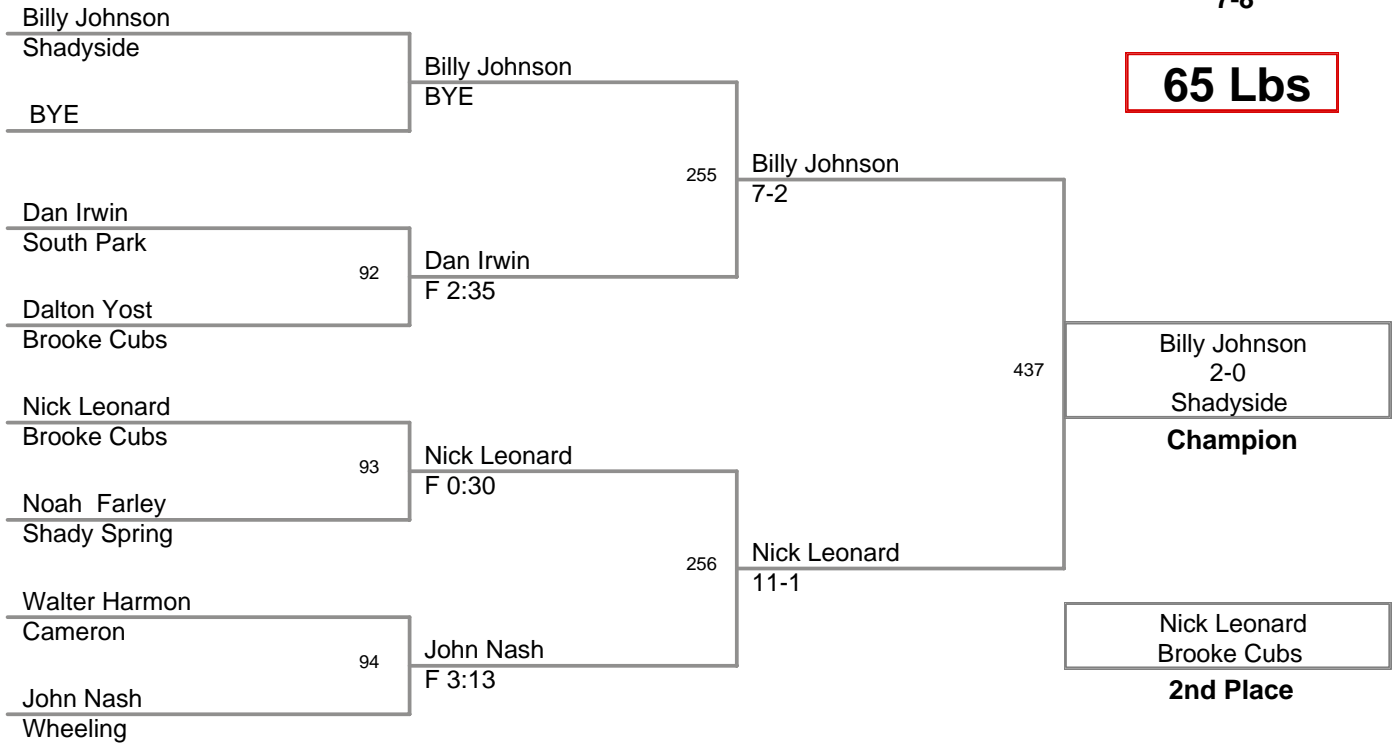 7-8
65 Lbs
Billy Johnson
Shadyside
BYE
Dan Irwin
South Park
92
Dalton Yost
Brooke Cubs
Nick Leonard
Brooke Cubs
93
Noah  Farley
Shady Spring
Walter Harmon
Cameron
94
John Nash
Wheeling
Billy Johnson
BYE
255
Dan Irwin
F 2:35
Nick Leonard
F 0:30
256
John Nash
F 3:13
Billy Johnson
7-2
437
Nick Leonard
11-1
Billy Johnson
2-0
Shadyside
Champion
Nick Leonard
Brooke Cubs
2nd Place